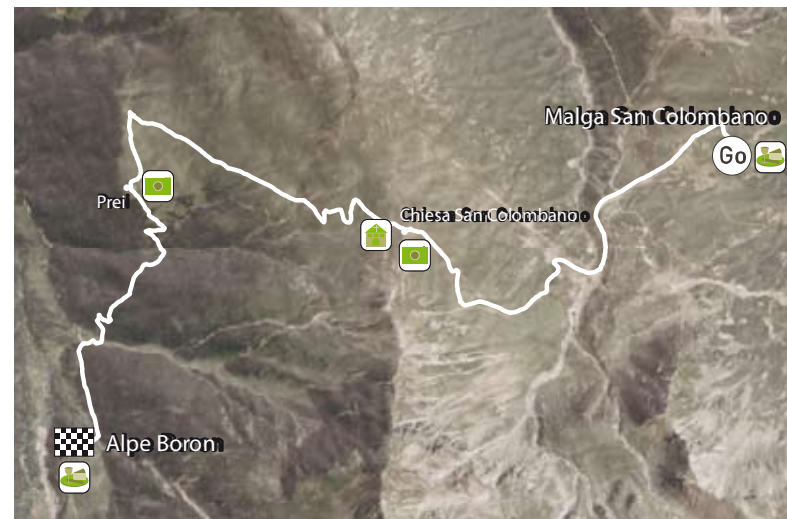 Malga San Colombano
Go
Prei
Chiesa San Colombano
Alpe Boron